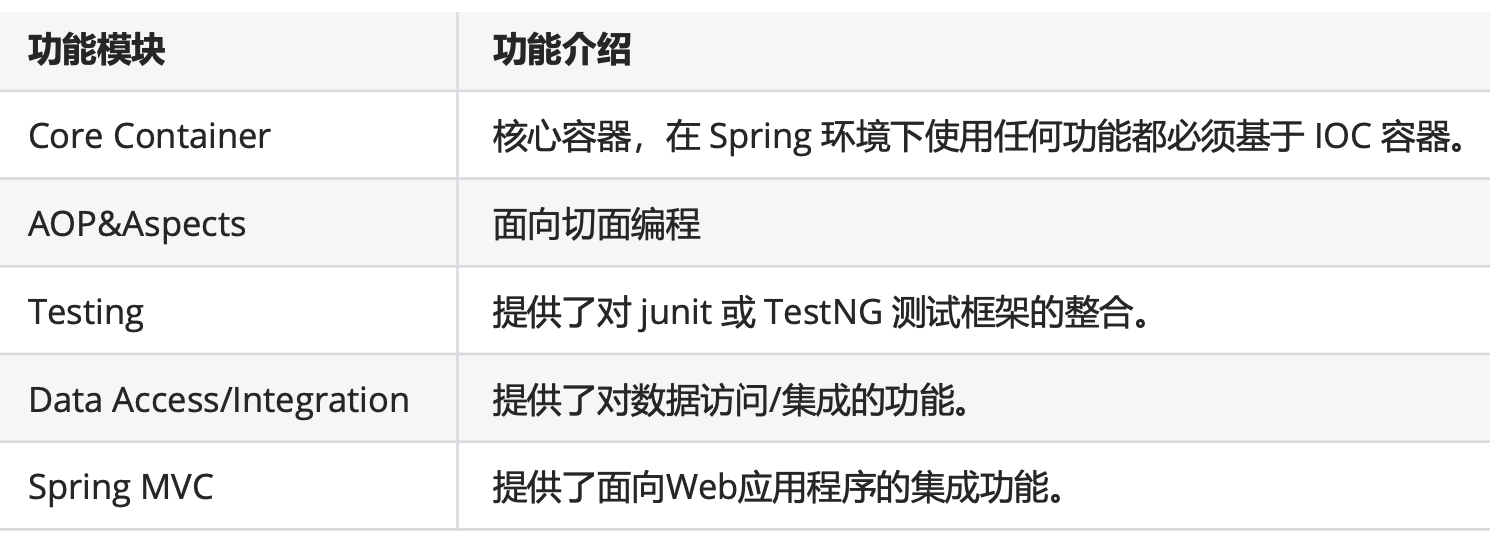 功能模块 功能介绍
Core Container 核心容器，在 Spring 环境下使用任何功能都必须基于 IOC 容器。
AOP&Aspects 面向切面编程
Testing 提供了对 junit 或 TestNG 测试框架的整合。
Data Access/Integration 提供了对数据访问/集成的功能。
Spring MVC 提供了面向Web应用程序的集成功能。